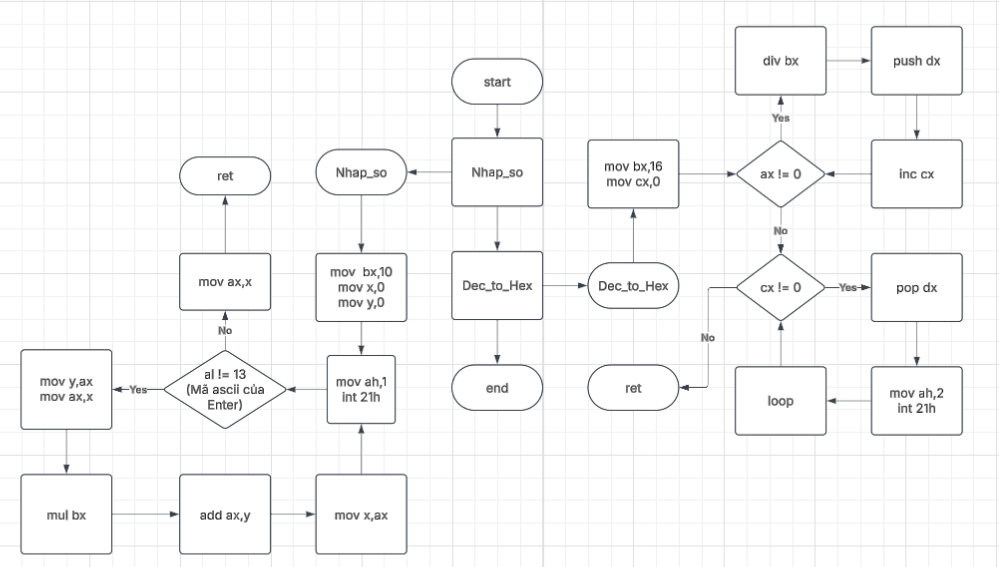 start
Nhap_so
Dec_to_Hex
end
Nhap_so
mov  bx,10
mov x,0
mov y,0
mov ah,1
int 21h
al != 13
(Mã ascii của
Enter)
No
mov ax,x
ret
Yes
mov y,ax
mov ax,x
mul bx
add ax,y
mov x,ax
Dec_to_Hex
mov bx,16
mov cx,0
ax != 0
Yes
div bx
push dx
inc cx
No
cx != 0
Yes
pop dx
mov ah,2
int 21h
loop
No
ret